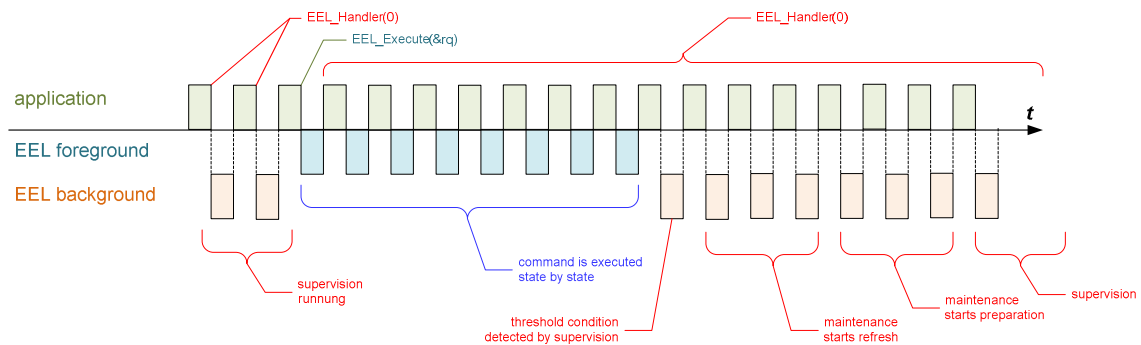 EEL_Handler(0)
EEL_Execute(&rq)
EEL_Handler(0)
application
t
EEL foreground
EEL background
supervision
runnung
command is executed
state by state
threshold condition
detected by supervision
maintenance
starts refresh
maintenance
starts preparation
supervision